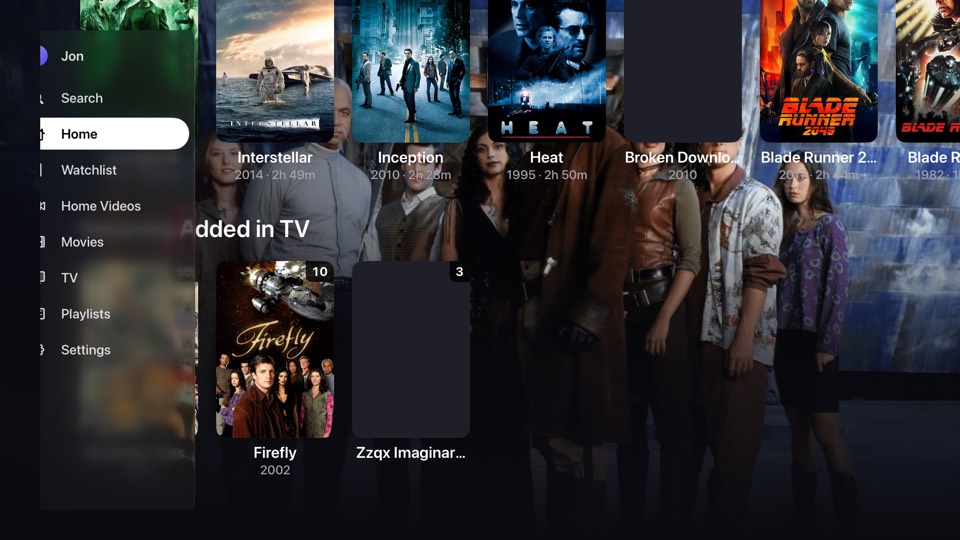 Jon
Search
Home
Watchlist
Home Videos
Movies
TV
Playlists
Settings
INTERSTELLAR
HEAT
BLADE
RUNNER
2049
Interstellar
2014 · 2h 49m
Inception
2010 · 2h 28m
Heat
1995 · 2h 50m
Broken Downlo...
2010
Blade Runner 2...
Blade R
1982 · 1
Added in TV
10
3
Firefly
Firefly
2002
Zzqx Imaginar...